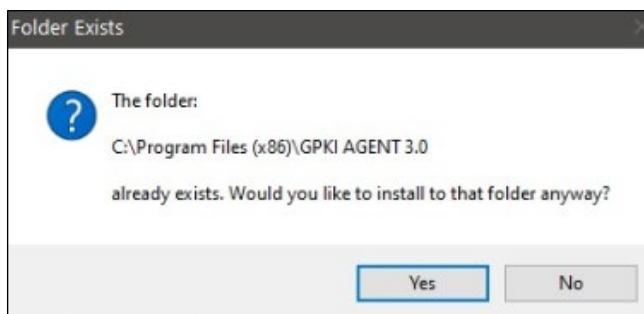 Folder Exists
The folder:
C:\Program Files (x86)\GPKI AGENT 3.0
already exists. Would you like to install to that folder anyway?
Yes
No